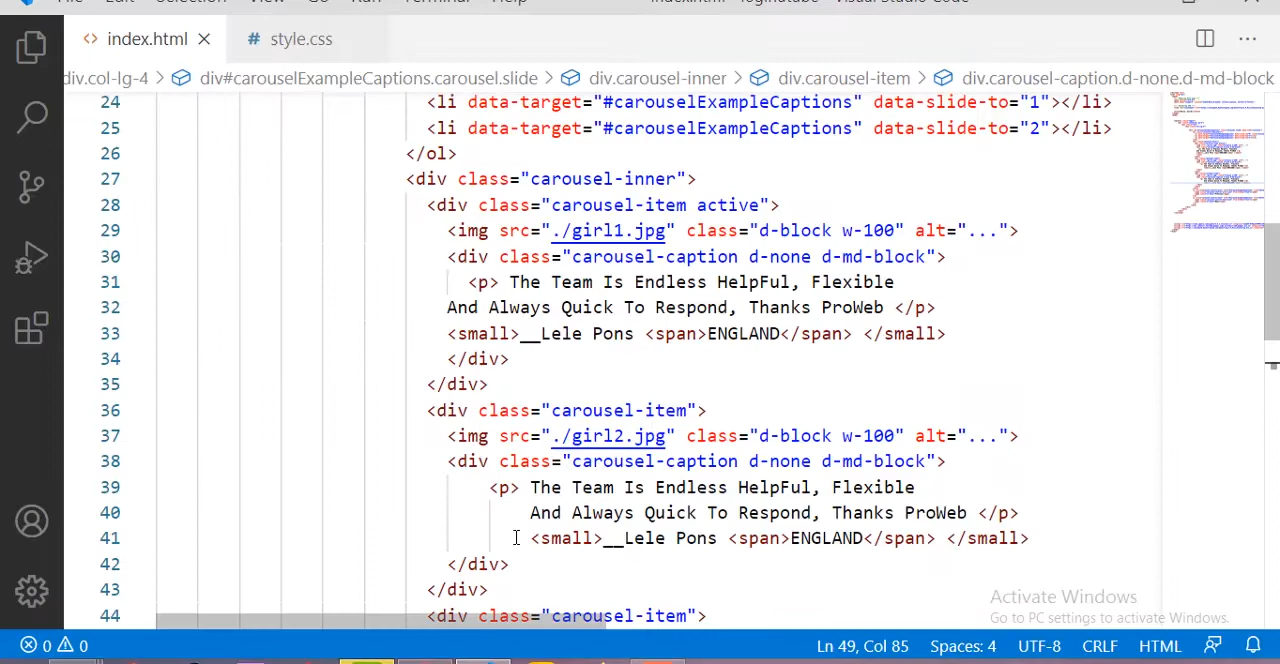 File Edit Selection View Go Run Terminal Help index.html - loginutube - Visual Studio Code
<> index.html × # style.css ···
div.col-lg-4 > div#carouselExampleCaptions.carousel.slide > div.carousel-inner > div.carousel-item > div.carousel-caption.d-none.d-md-block
24 <li data-target="#carouselExampleCaptions" data-slide-to="1"></li>
25 <li data-target="#carouselExampleCaptions" data-slide-to="2"></li>
26 </ol>
27 <div class="carousel-inner">
28 <div class="carousel-item active">
29 <img src="./girl1.jpg" class="d-block w-100" alt="...">
30 <div class="carousel-caption d-none d-md-block">
31 <p> The Team Is Endless HelpFul, Flexible
32 And Always Quick To Respond, Thanks ProWeb </p>
33 <small>__Lele Pons <span>ENGLAND</span> </small>
34 </div>
35 </div>
36 <div class="carousel-item">
37 <img src="./girl2.jpg" class="d-block w-100" alt="...">
38 <div class="carousel-caption d-none d-md-block">
39 <p> The Team Is Endless HelpFul, Flexible
40 And Always Quick To Respond, Thanks ProWeb </p>
41 <small>__Lele Pons <span>ENGLAND</span> </small>
42 </div>
43 </div>
44 <div class="carousel-item">
Activate Windows
Go to PC settings to activate Windows.
0 0 Ln 49, Col 85 Spaces: 4 UTF-8 CRLF HTML